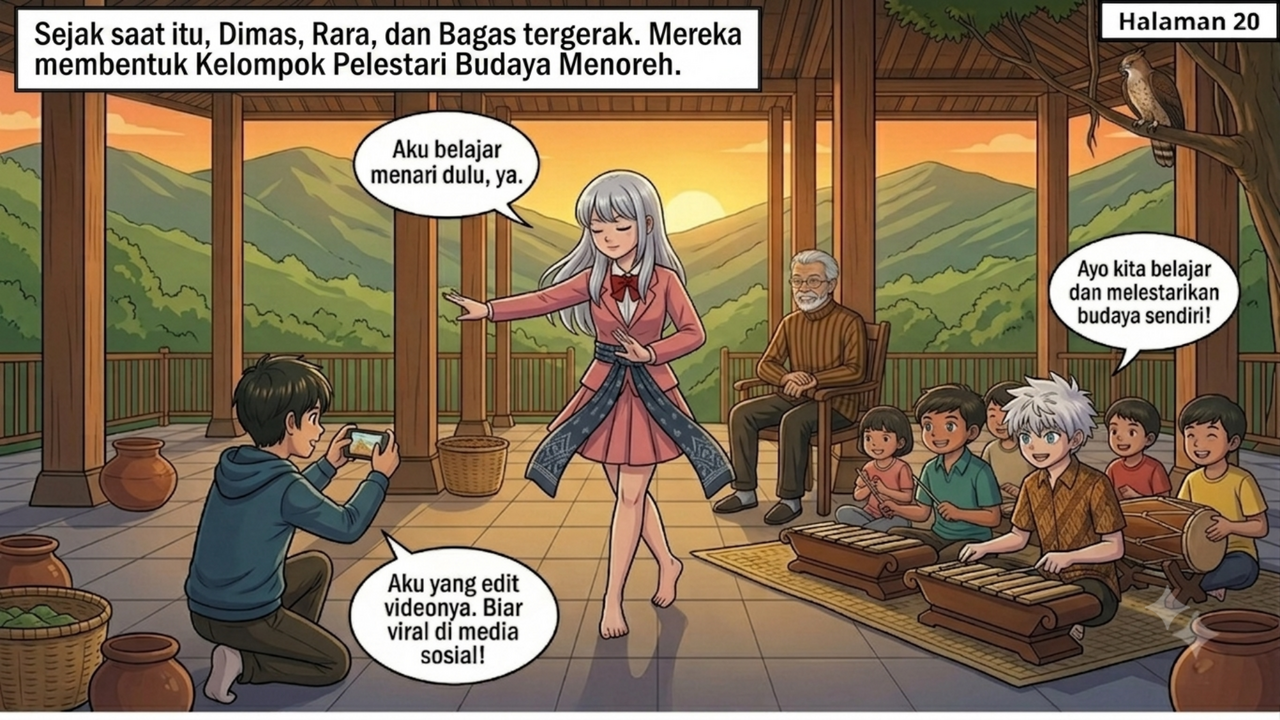 Sejak saat itu, Dimas, Rara, dan Bagas tergerak. Mereka
membentuk Kelompok Pelestari Budaya Menoreh.
Halaman 20
Aku belajar
menari dulu, ya.
Ayo kita belajar
dan melestarikan
budaya sendiri!
Aku yang edit
videonya. Biar
viral di media
sosial!